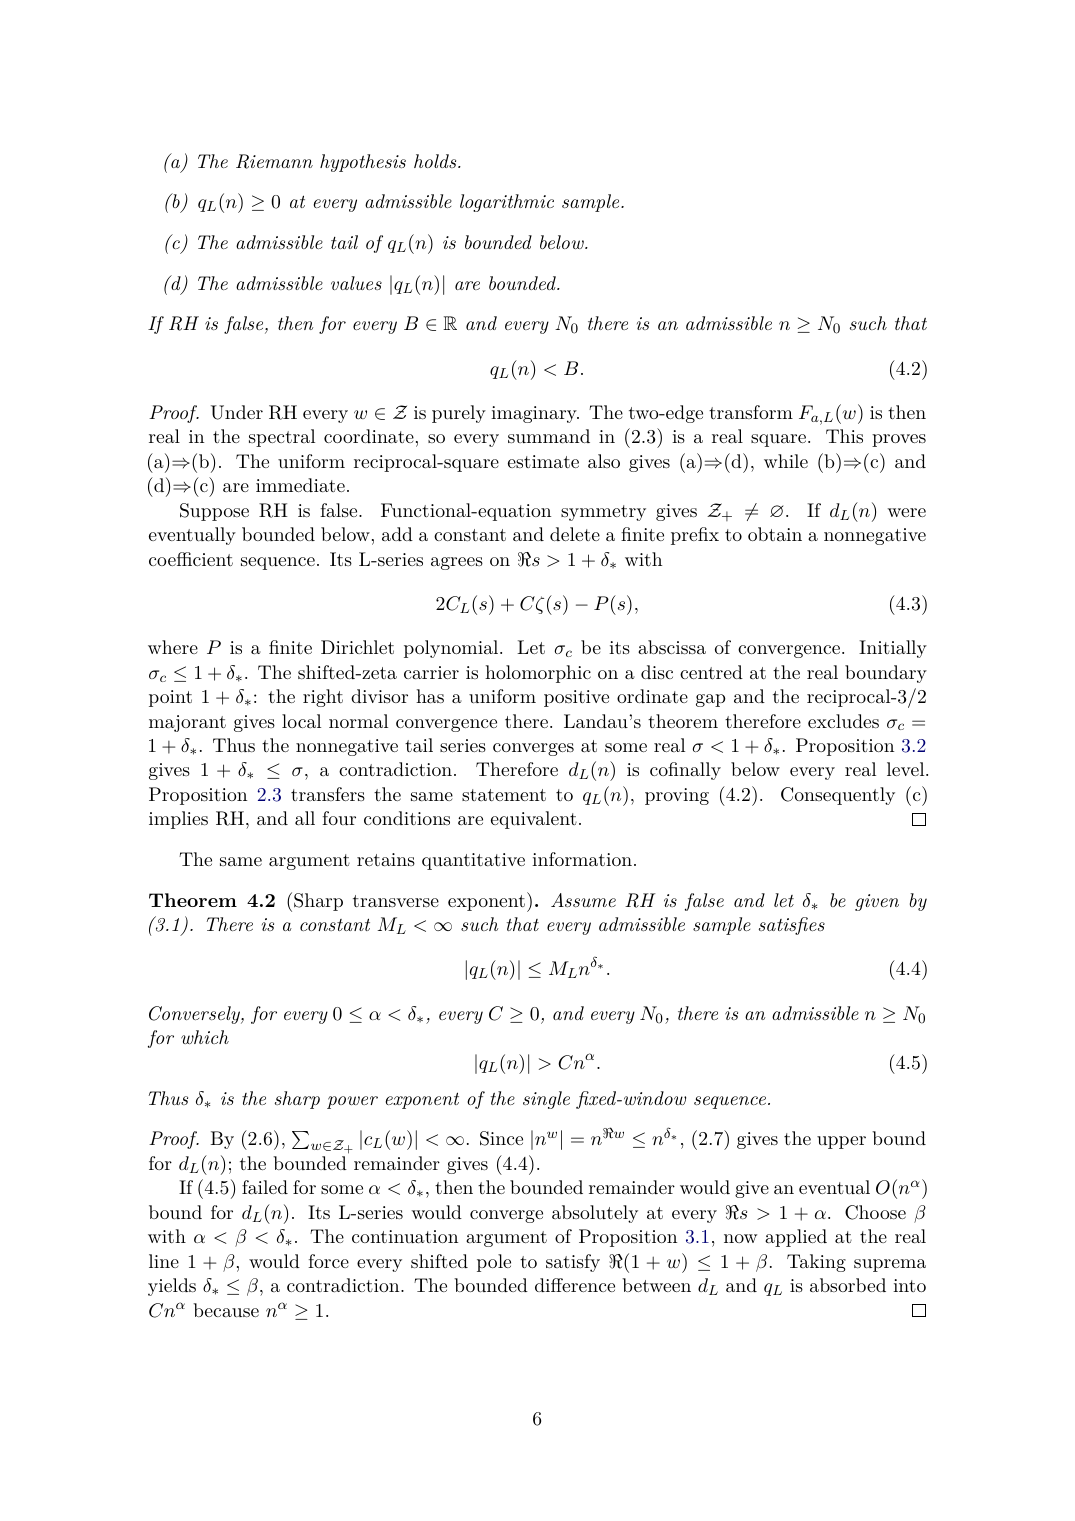 (a) The Riemann hypothesis holds.
(b) q_L(n) ≥ 0 at every admissible logarithmic sample.
(c) The admissible tail of q_L(n) is bounded below.
(d) The admissible values |q_L(n)| are bounded.
If RH is false, then for every B ∈ ℝ and every N_0 there is an admissible n ≥ N_0 such that
q_L(n) < B. (4.2)
Proof. Under RH every w ∈ 𝒵 is purely imaginary. The two-edge transform F_{a,L}(w) is then
real in the spectral coordinate, so every summand in (2.3) is a real square. This proves
(a)⇒(b). The uniform reciprocal-square estimate also gives (a)⇒(d), while (b)⇒(c) and
(d)⇒(c) are immediate.
Suppose RH is false. Functional-equation symmetry gives 𝒵_+ ≠ ∅. If d_L(n) were
eventually bounded below, add a constant and delete a finite prefix to obtain a nonnegative
coefficient sequence. Its L-series agrees on ℜs > 1 + δ_* with
2C_L(s) + Cζ(s) − P(s), (4.3)
where P is a finite Dirichlet polynomial. Let σ_c be its abscissa of convergence. Initially
σ_c ≤ 1 + δ_*. The shifted-zeta carrier is holomorphic on a disc centred at the real boundary
point 1 + δ_*: the right divisor has a uniform positive ordinate gap and the reciprocal-3/2
majorant gives local normal convergence there. Landau's theorem therefore excludes σ_c =
1 + δ_*. Thus the nonnegative tail series converges at some real σ < 1 + δ_*. Proposition 3.2
gives 1 + δ_* ≤ σ, a contradiction. Therefore d_L(n) is cofinally below every real level.
Proposition 2.3 transfers the same statement to q_L(n), proving (4.2). Consequently (c)
implies RH, and all four conditions are equivalent. □
The same argument retains quantitative information.
Theorem 4.2 (Sharp transverse exponent). Assume RH is false and let δ_* be given by
(3.1). There is a constant M_L < ∞ such that every admissible sample satisfies
|q_L(n)| ≤ M_L n^{δ_*}. (4.4)
Conversely, for every 0 ≤ α < δ_*, every C ≥ 0, and every N_0, there is an admissible n ≥ N_0
for which
|q_L(n)| > Cn^α. (4.5)
Thus δ_* is the sharp power exponent of the single fixed-window sequence.
Proof. By (2.6), ∑_{w∈𝒵_+} |c_L(w)| < ∞. Since |n^w| = n^{ℜw} ≤ n^{δ_*}, (2.7) gives the upper bound
for d_L(n); the bounded remainder gives (4.4).
If (4.5) failed for some α < δ_*, then the bounded remainder would give an eventual O(n^α)
bound for d_L(n). Its L-series would converge absolutely at every ℜs > 1 + α. Choose β
with α < β < δ_*. The continuation argument of Proposition 3.1, now applied at the real
line 1 + β, would force every shifted pole to satisfy ℜ(1 + w) ≤ 1 + β. Taking suprema
yields δ_* ≤ β, a contradiction. The bounded difference between d_L and q_L is absorbed into
Cn^α because n^α ≥ 1. □
6